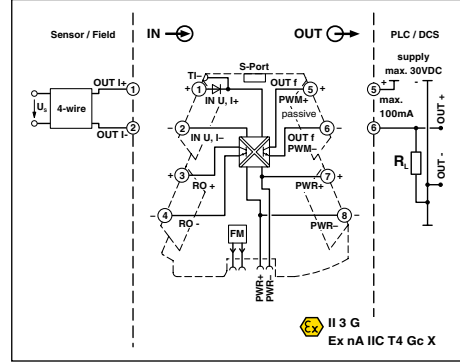 Sensor / Field
IN
OUT
PLC / DCS
S-Port
supply
max. 30VDC
TI–
OUT I+
1
+
1
IN U, I+
OUT f
5
+
PWM+
passive
5
+
-
max.
100mA
Us
4-wire
2
OUT I-
–
2
IN U, I–
OUT f
PWM–
6
–
6
OUT +
+
3
RO +
7
+
PWR+
RL
OUT -
–
4
RO -
8
–
PWR–
FM
PWR+
PWR–
Ex
II 3 G
Ex nA IIC T4 Gc X